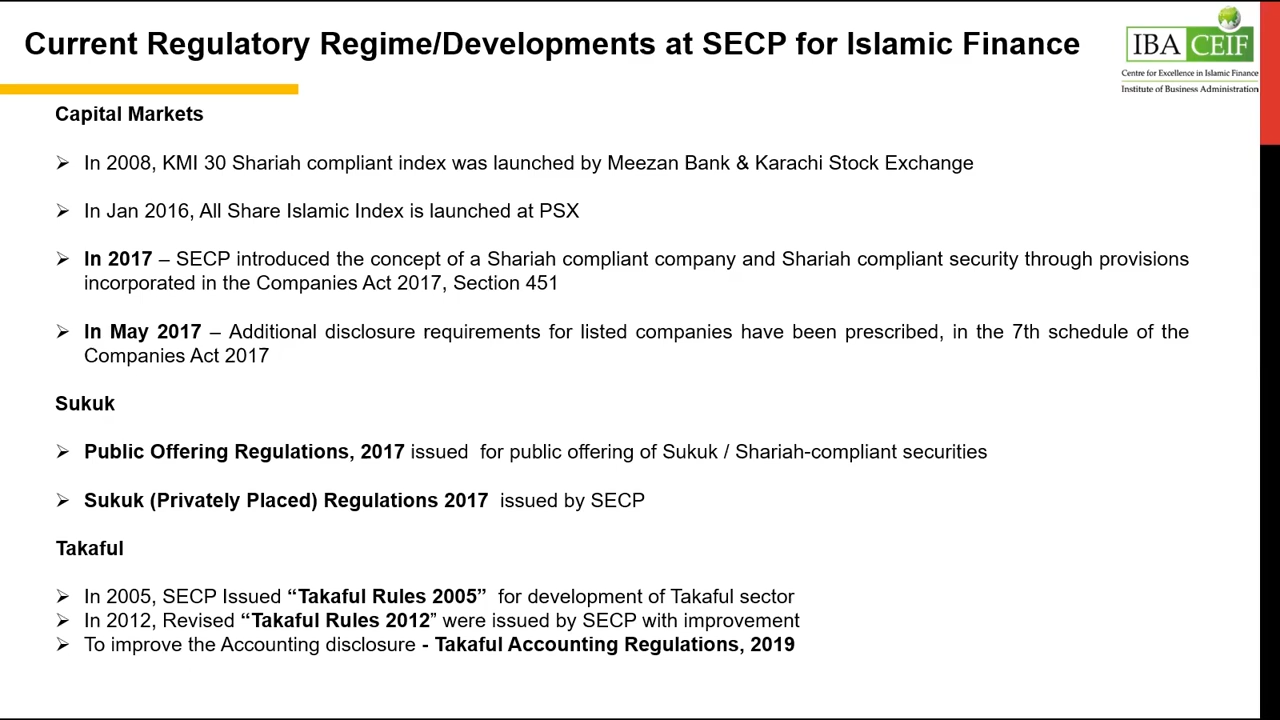 Current Regulatory Regime/Developments at SECP for Islamic Finance
IBA CEIF
Centre for Excellence in Islamic Finance
Institute of Business Administration
Capital Markets
➢ In 2008, KMI 30 Shariah compliant index was launched by Meezan Bank & Karachi Stock Exchange
➢ In Jan 2016, All Share Islamic Index is launched at PSX
➢ In 2017 – SECP introduced the concept of a Shariah compliant company and Shariah compliant security through provisions
incorporated in the Companies Act 2017, Section 451
➢ In May 2017 – Additional disclosure requirements for listed companies have been prescribed, in the 7th schedule of the
Companies Act 2017
Sukuk
➢ Public Offering Regulations, 2017 issued for public offering of Sukuk / Shariah-compliant securities
➢ Sukuk (Privately Placed) Regulations 2017 issued by SECP
Takaful
➢ In 2005, SECP Issued “Takaful Rules 2005” for development of Takaful sector
➢ In 2012, Revised “Takaful Rules 2012” were issued by SECP with improvement
➢ To improve the Accounting disclosure - Takaful Accounting Regulations, 2019